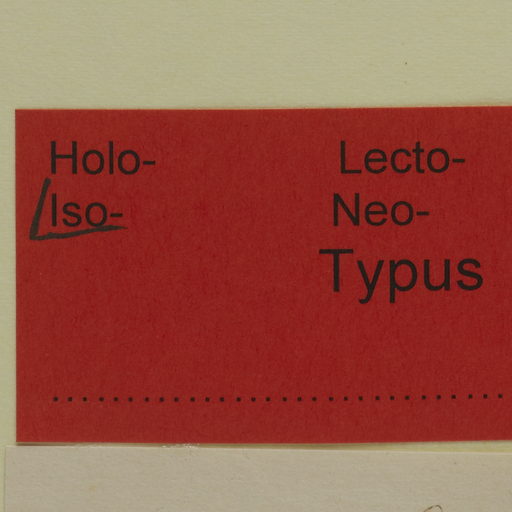 Holo- Lecto-
Iso- Neo-
Typus